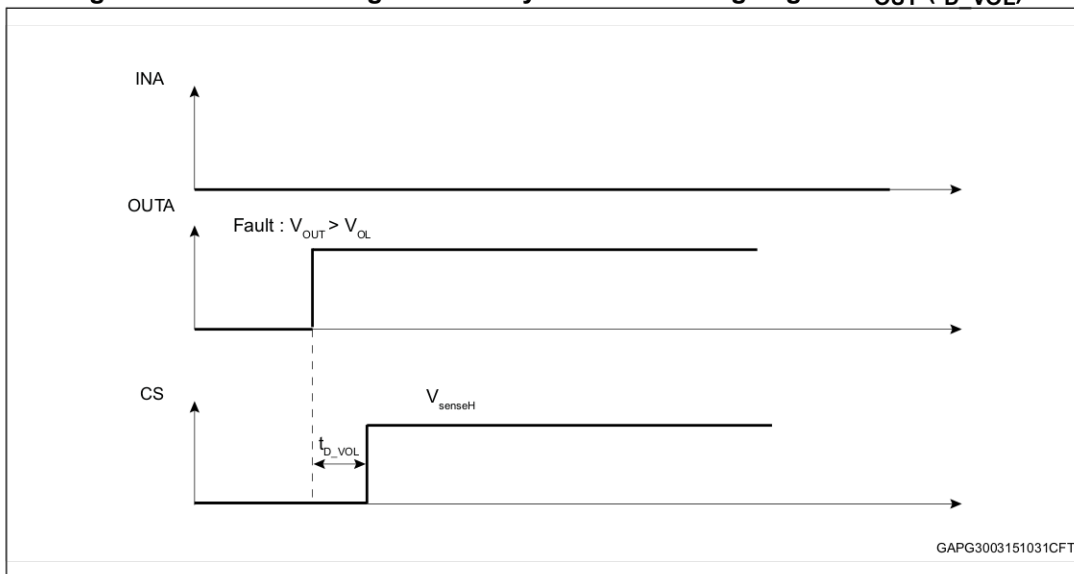 INA
OUTA
Fault : V_OUT > V_OL
CS
V_senseH
t_D_VOL
GAPG3003151031CFT